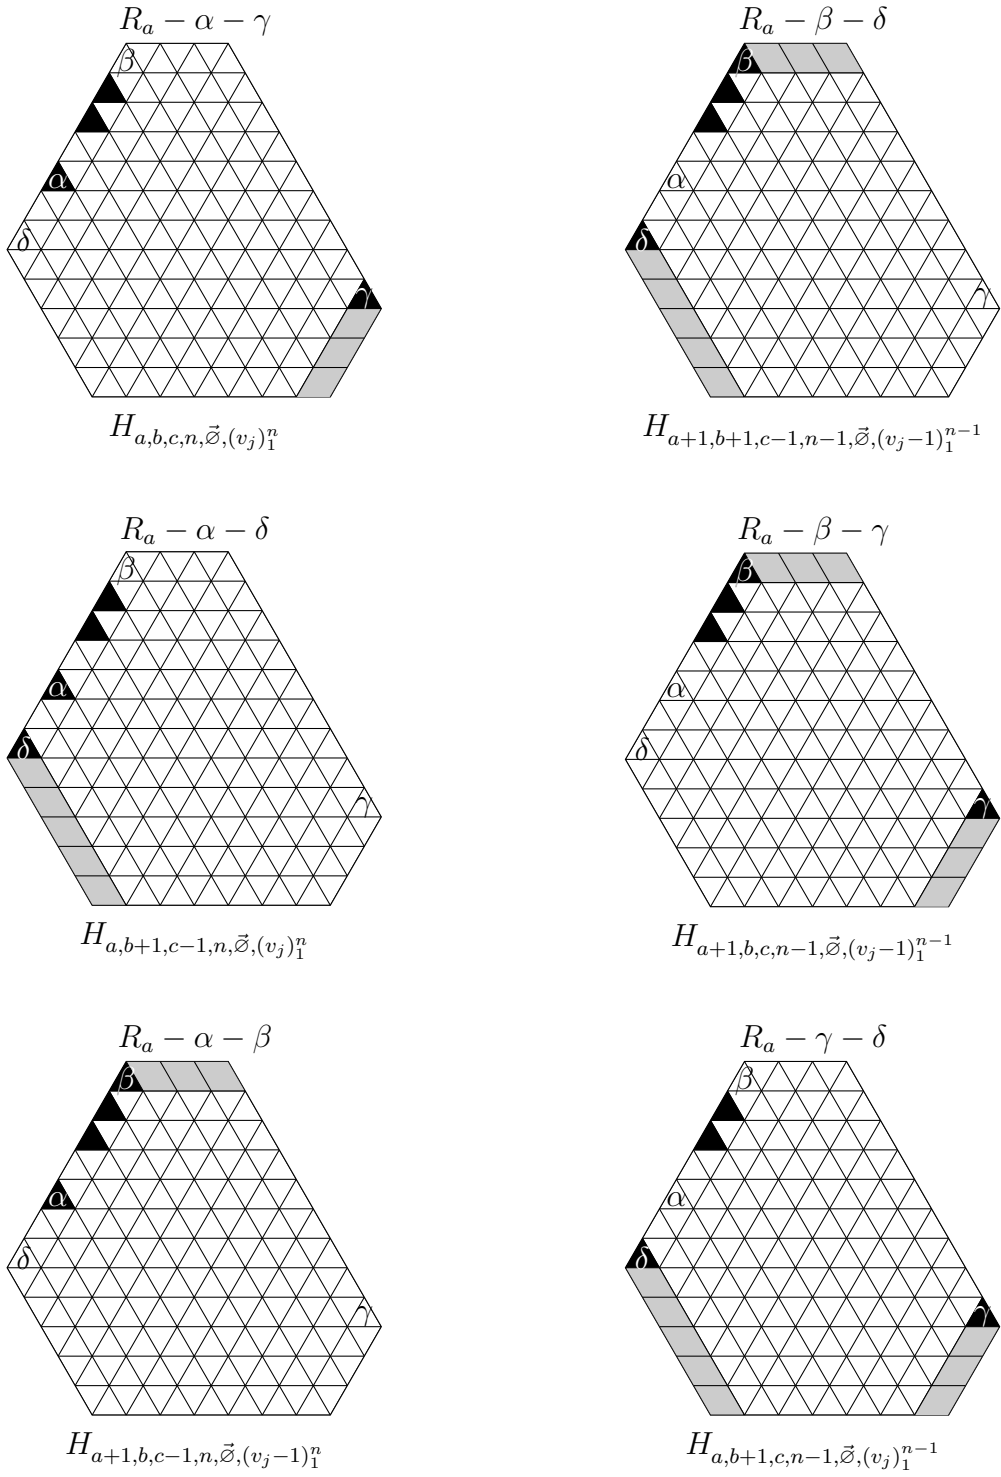 R_a − α − γ
R_a − β − δ
β
β
α
α
δ
δ
γ
γ
H_{a,b,c,n,\vec{∅},(v_j)_1^n}
H_{a+1,b+1,c−1,n−1,\vec{∅},(v_j−1)_1^{n−1}}
R_a − α − δ
R_a − β − γ
β
β
α
α
δ
δ
γ
γ
H_{a,b+1,c−1,n,\vec{∅},(v_j)_1^n}
H_{a+1,b,c,n−1,\vec{∅},(v_j−1)_1^{n−1}}
R_a − α − β
R_a − γ − δ
β
β
α
α
δ
δ
γ
γ
H_{a+1,b,c−1,n,\vec{∅},(v_j−1)_1^n}
H_{a,b+1,c,n−1,\vec{∅},(v_j)_1^{n−1}}